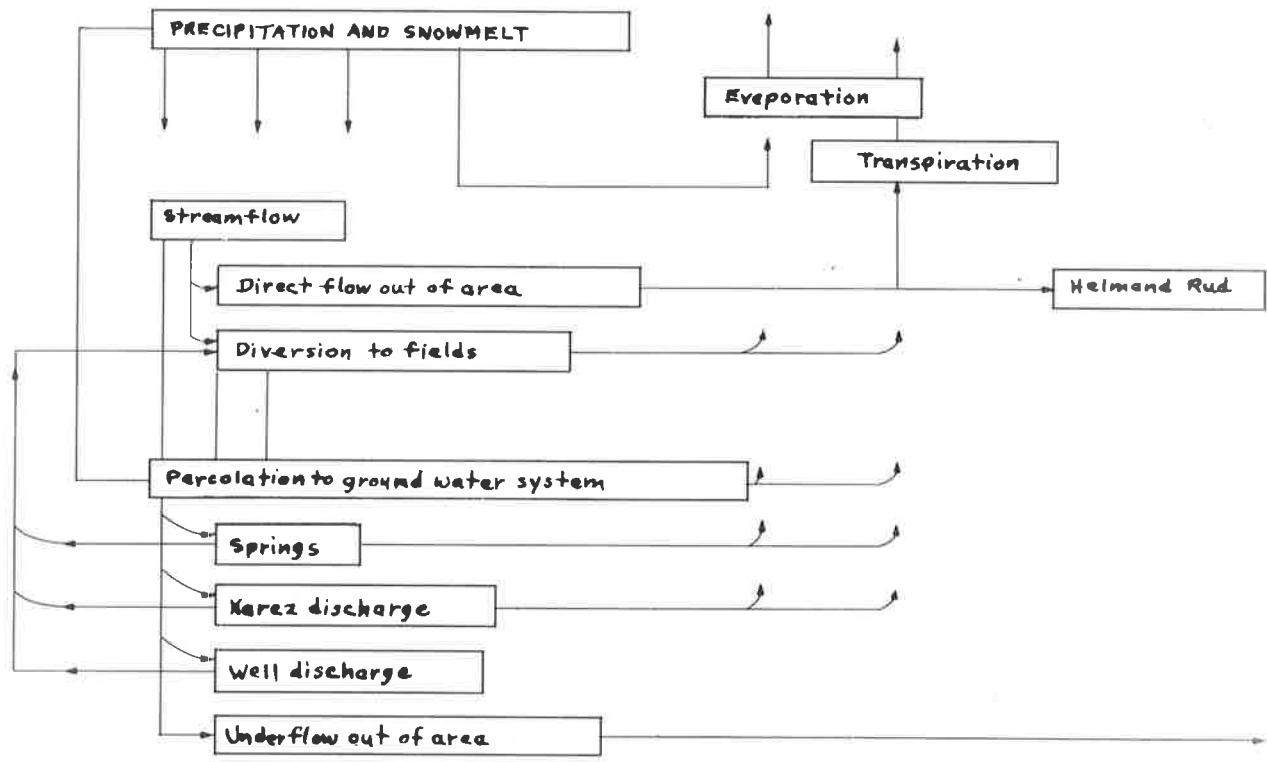 PRECIPITATION AND SNOWMELT
Eveporation
Transpiration
Streamflow
Direct flow out of area
Helmand Rud
Diversion to fields
Percolation to ground water system
Springs
Karez discharge
Well discharge
Underflow out of area